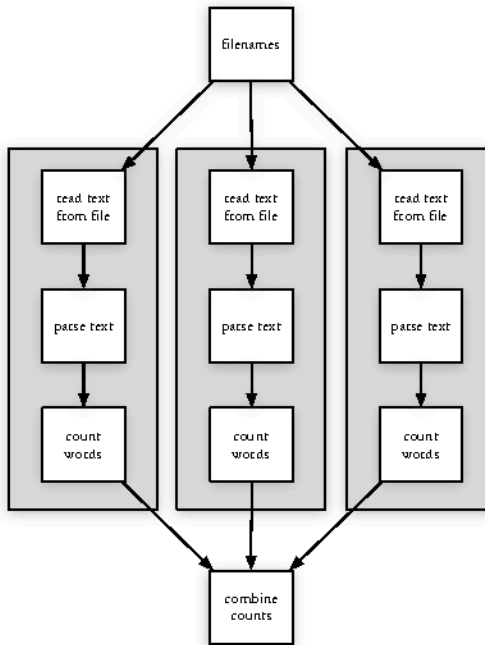 filenames
read text
from file
read text
from file
read text
from file
parse text
parse text
parse text
count
words
count
words
count
words
combine
counts